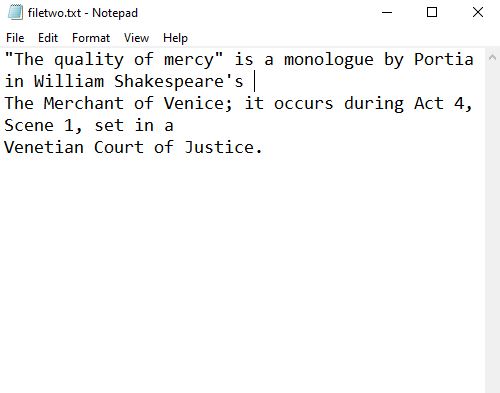 filetwo.txt - Notepad
File Edit Format View Help
"The quality of mercy" is a monologue by Portia
in William Shakespeare's
The Merchant of Venice; it occurs during Act 4,
Scene 1, set in a
Venetian Court of Justice.